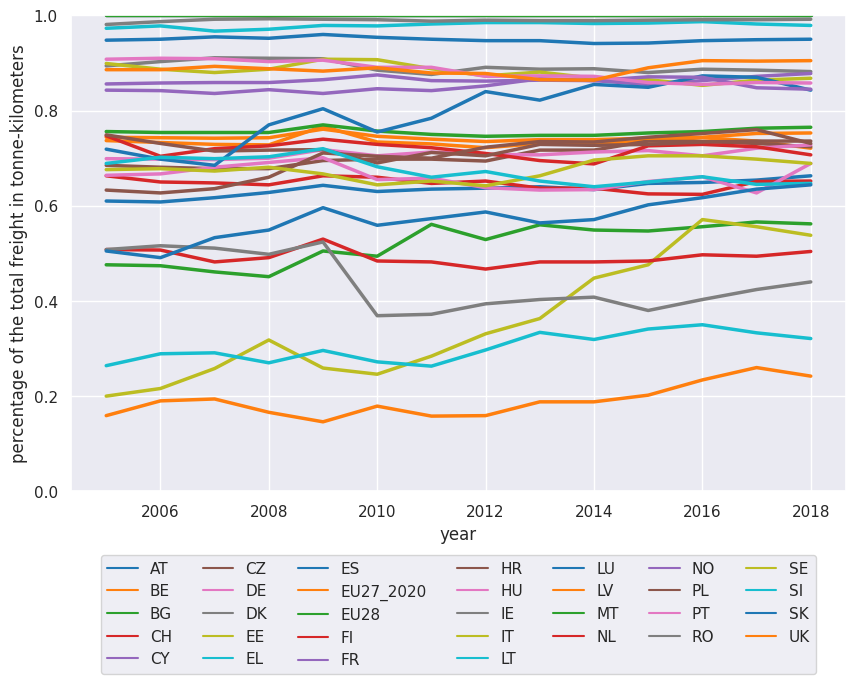 percentage of the total freight in tonne-kilometers
1.0
0.8
0.6
0.4
0.2
0.0
2006 2008 2010 2012 2014 2016 2018
year
AT CZ ES HR LU NO SE
BE DE EU27_2020 HU LV PL SI
BG DK EU28 IE MT PT SK
CH EE FI IT NL RO UK
CY EL FR LT